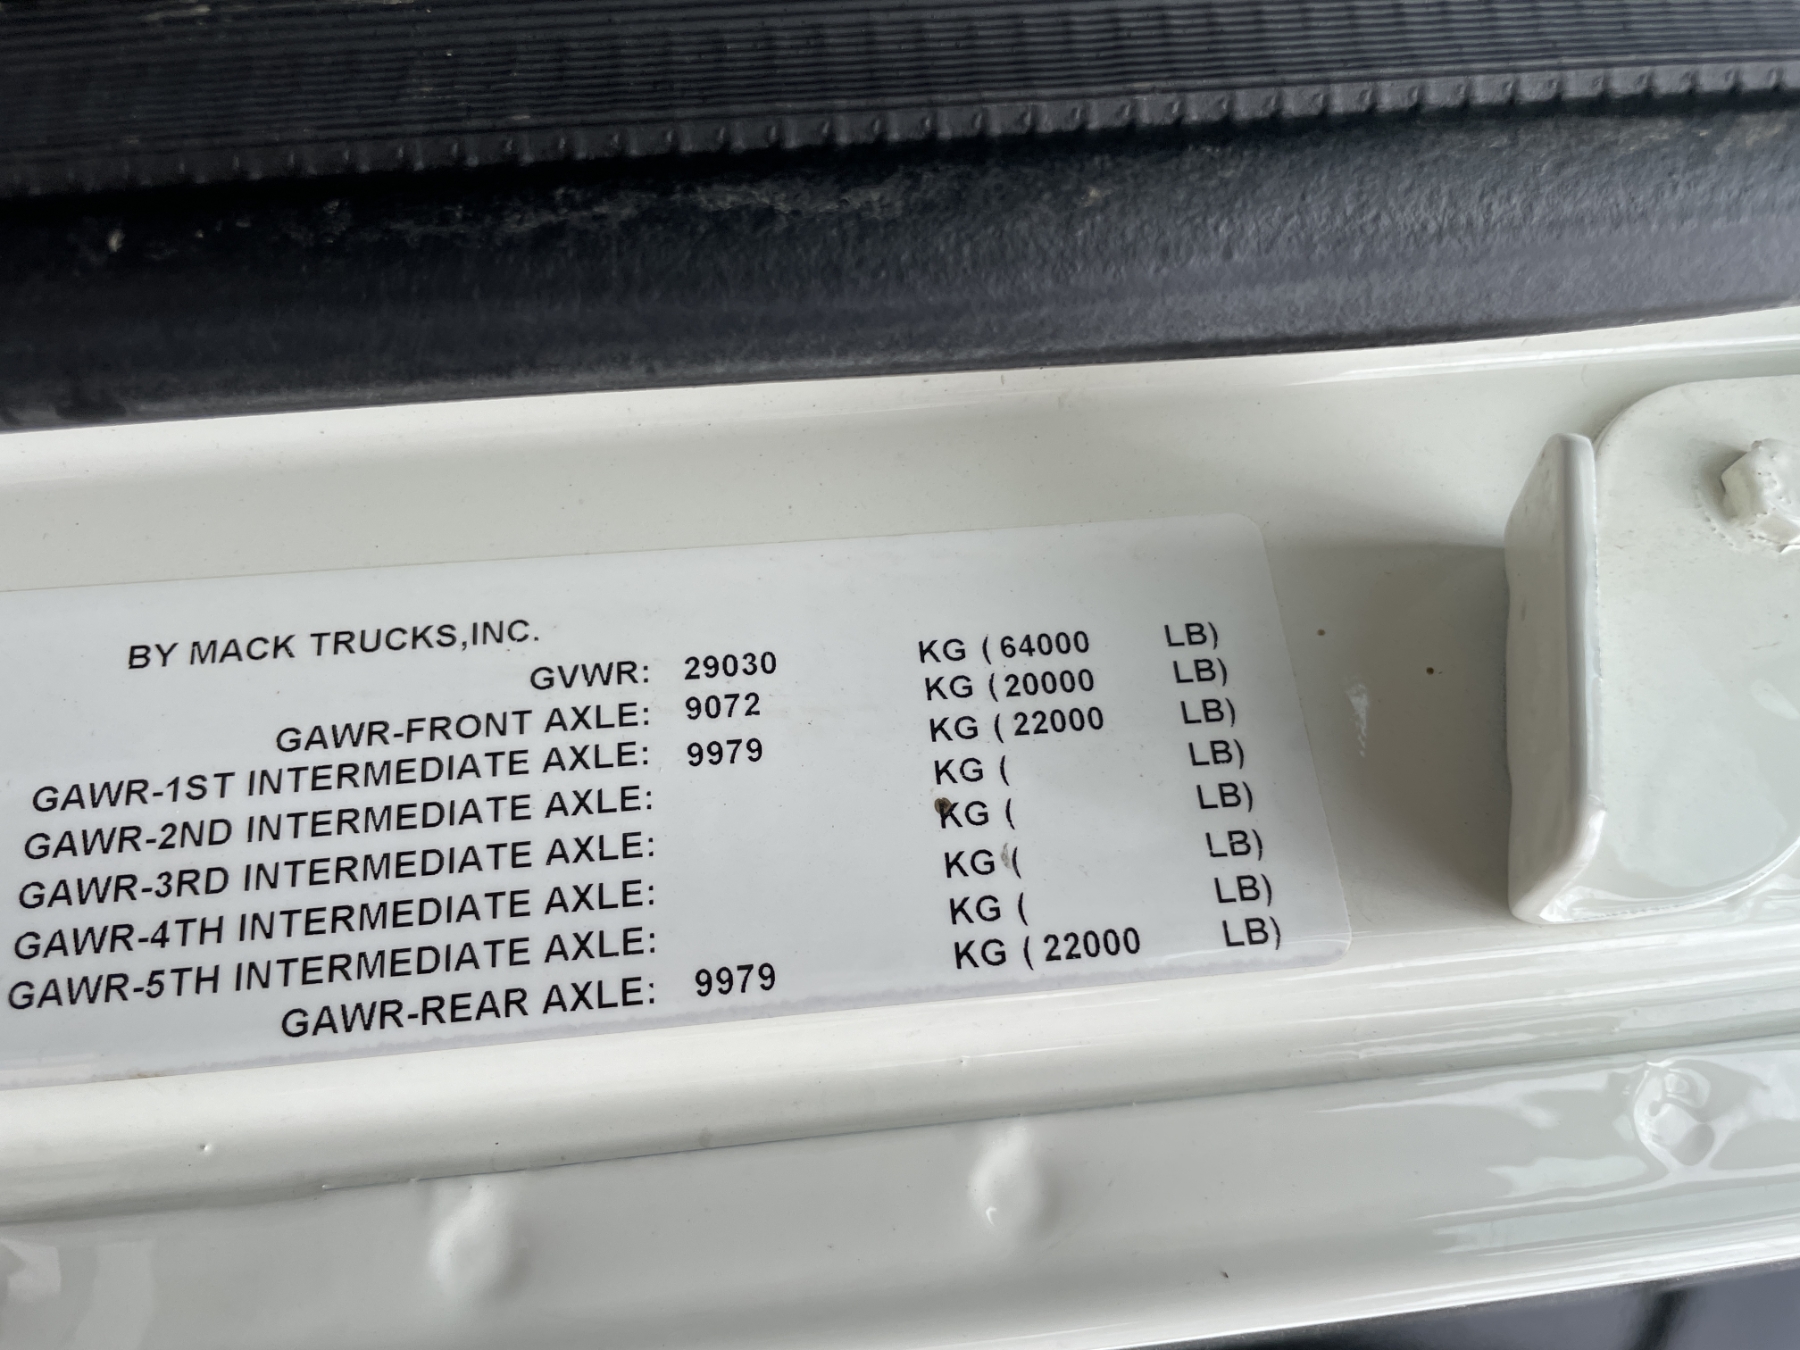 BY MACK TRUCKS,INC.
GVWR: 29030 KG ( 64000 LB)
GAWR-FRONT AXLE: 9072 KG ( 20000 LB)
GAWR-1ST INTERMEDIATE AXLE: 9979 KG ( 22000 LB)
GAWR-2ND INTERMEDIATE AXLE: KG ( LB)
GAWR-3RD INTERMEDIATE AXLE: KG ( LB)
GAWR-4TH INTERMEDIATE AXLE: KG ( LB)
GAWR-5TH INTERMEDIATE AXLE: KG ( LB)
GAWR-REAR AXLE: 9979 KG ( 22000 LB)